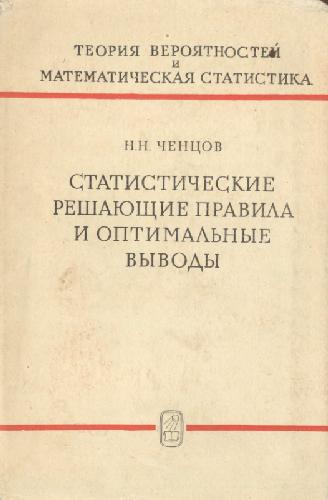 ТЕОРИЯ ВЕРОЯТНОСТЕЙ
И
МАТЕМАТИЧЕСКАЯ СТАТИСТИКА
Н.Н. ЧЕНЦОВ
СТАТИСТИЧЕСКИЕ
РЕШАЮЩИЕ ПРАВИЛА
И ОПТИМАЛЬНЫЕ
ВЫВОДЫ